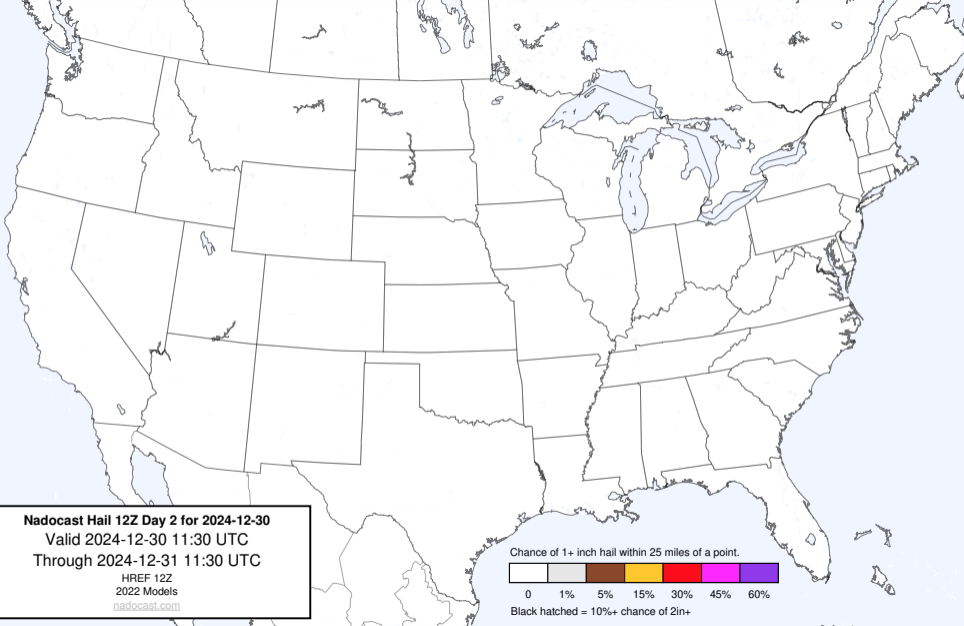 Nadocast Hail 12Z Day 2 for 2024-12-30
Valid 2024-12-30 11:30 UTC
Through 2024-12-31 11:30 UTC
HREF 12Z
2022 Models
nadocast.com
Chance of 1+ inch hail within 25 miles of a point.
0 1% 5% 15% 30% 45% 60%
Black hatched = 10%+ chance of 2in+